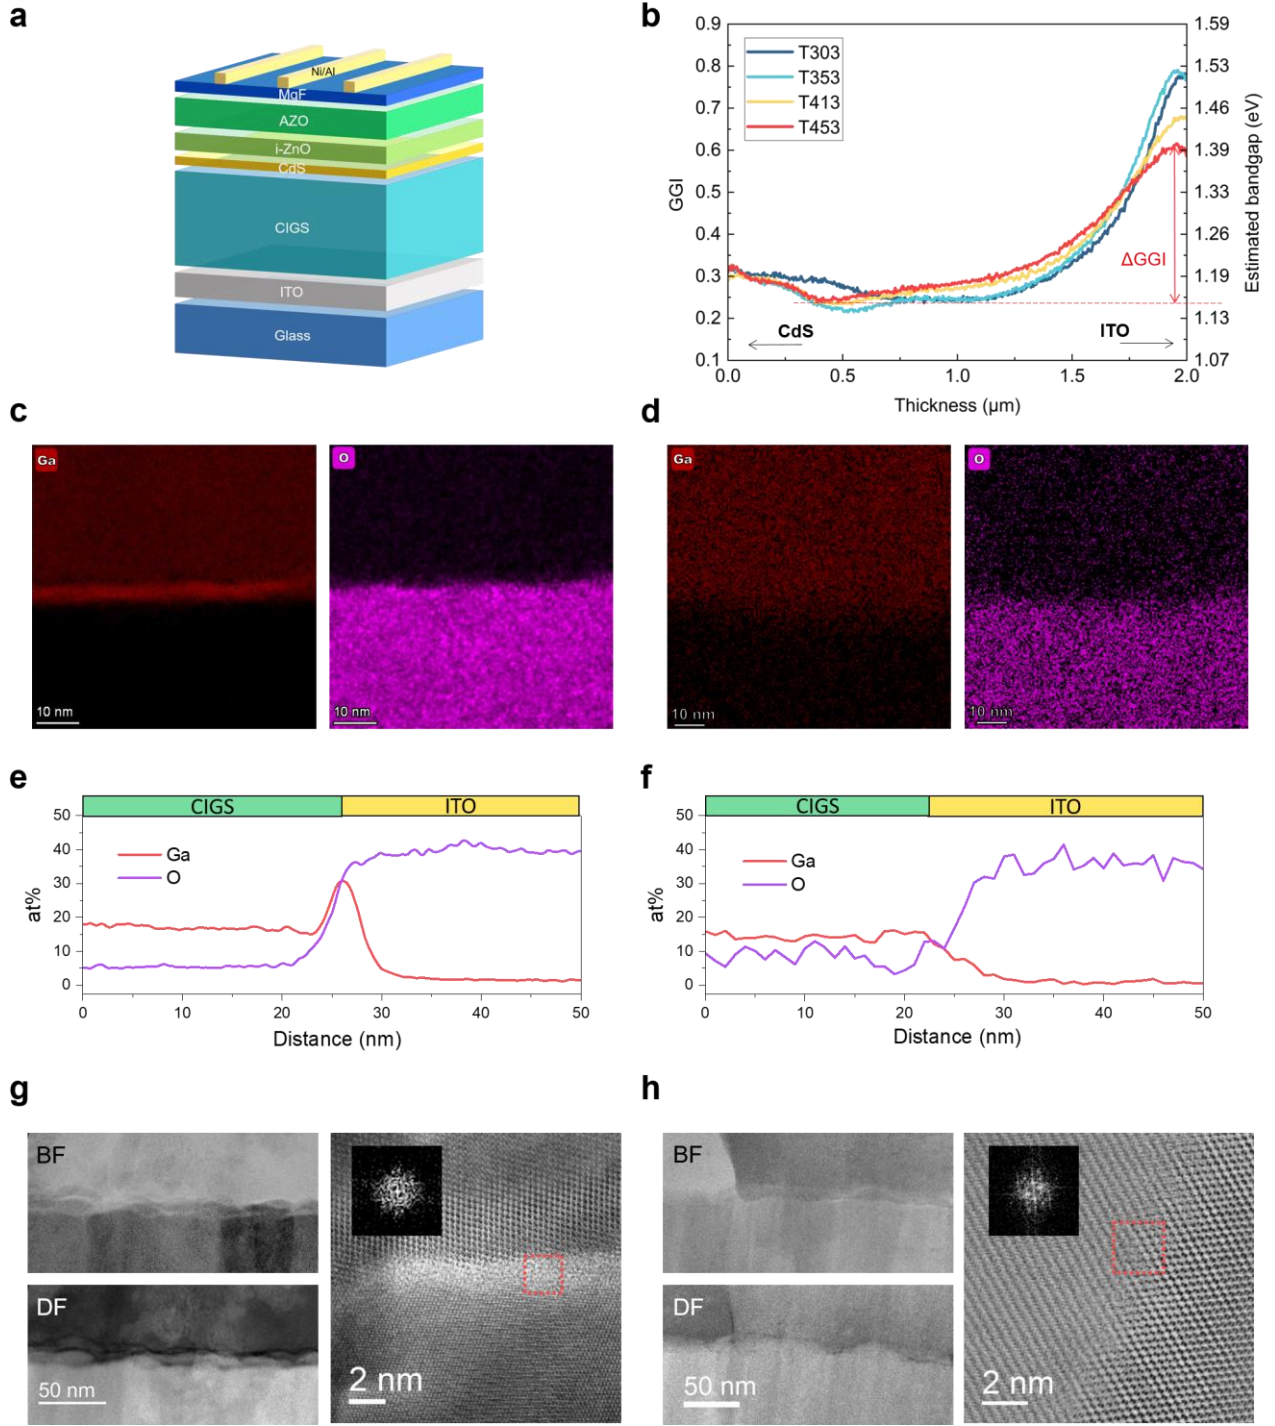 a
Ni/Al
MgF
AZO
i-ZnO
CdS
CIGS
ITO
Glass
b
0.9
0.8
0.7
0.6
0.5
0.4
0.3
0.2
0.1
GGI
T303
T353
T413
T453
ΔGGI
CdS
ITO
0.0
0.5
1.0
1.5
2.0
Thickness (μm)
1.59
1.53
1.46
1.39
1.33
1.26
1.19
1.13
1.07
Estimated bandgap (eV)
c
Ga
10 nm
O
10 nm
d
Ga
10 nm
O
10 nm
e
CIGS
ITO
50
40
30
20
10
0
at%
Ga
O
0
10
20
30
40
50
Distance (nm)
f
CIGS
ITO
50
40
30
20
10
0
at%
Ga
O
0
10
20
30
40
50
Distance (nm)
g
BF
DF
50 nm
2 nm
h
BF
DF
50 nm
2 nm